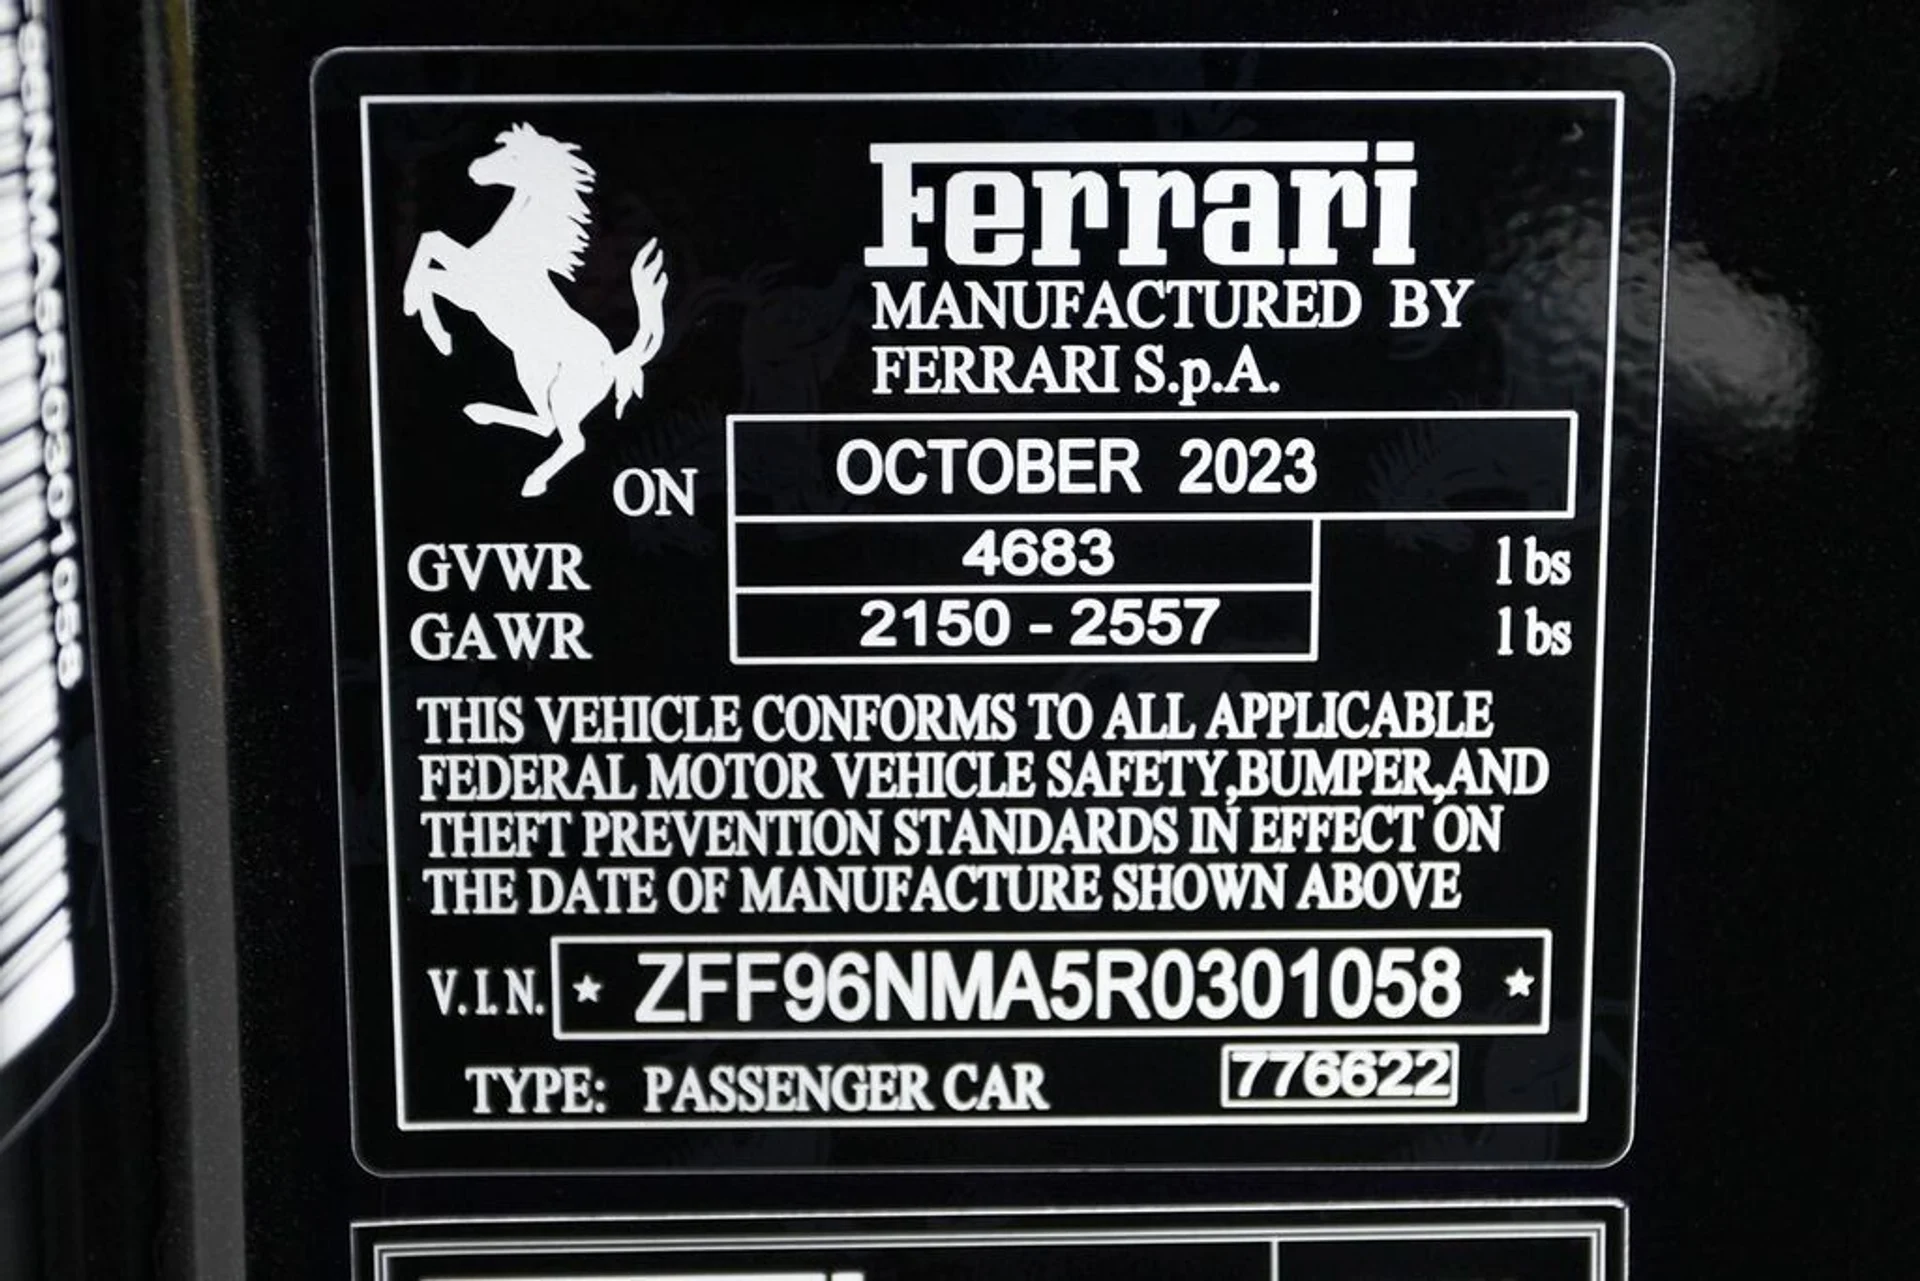 Ferrari
MANUFACTURED BY
FERRARI S.p.A.
ON OCTOBER 2023
GVWR 4683 lbs
GAWR 2150 - 2557 lbs
THIS VEHICLE CONFORMS TO ALL APPLICABLE
FEDERAL MOTOR VEHICLE SAFETY,BUMPER,AND
THEFT PREVENTION STANDARDS IN EFFECT ON
THE DATE OF MANUFACTURE SHOWN ABOVE
V.I.N. ★ ZFF96NMA5R0301058 ★
TYPE: PASSENGER CAR 776622